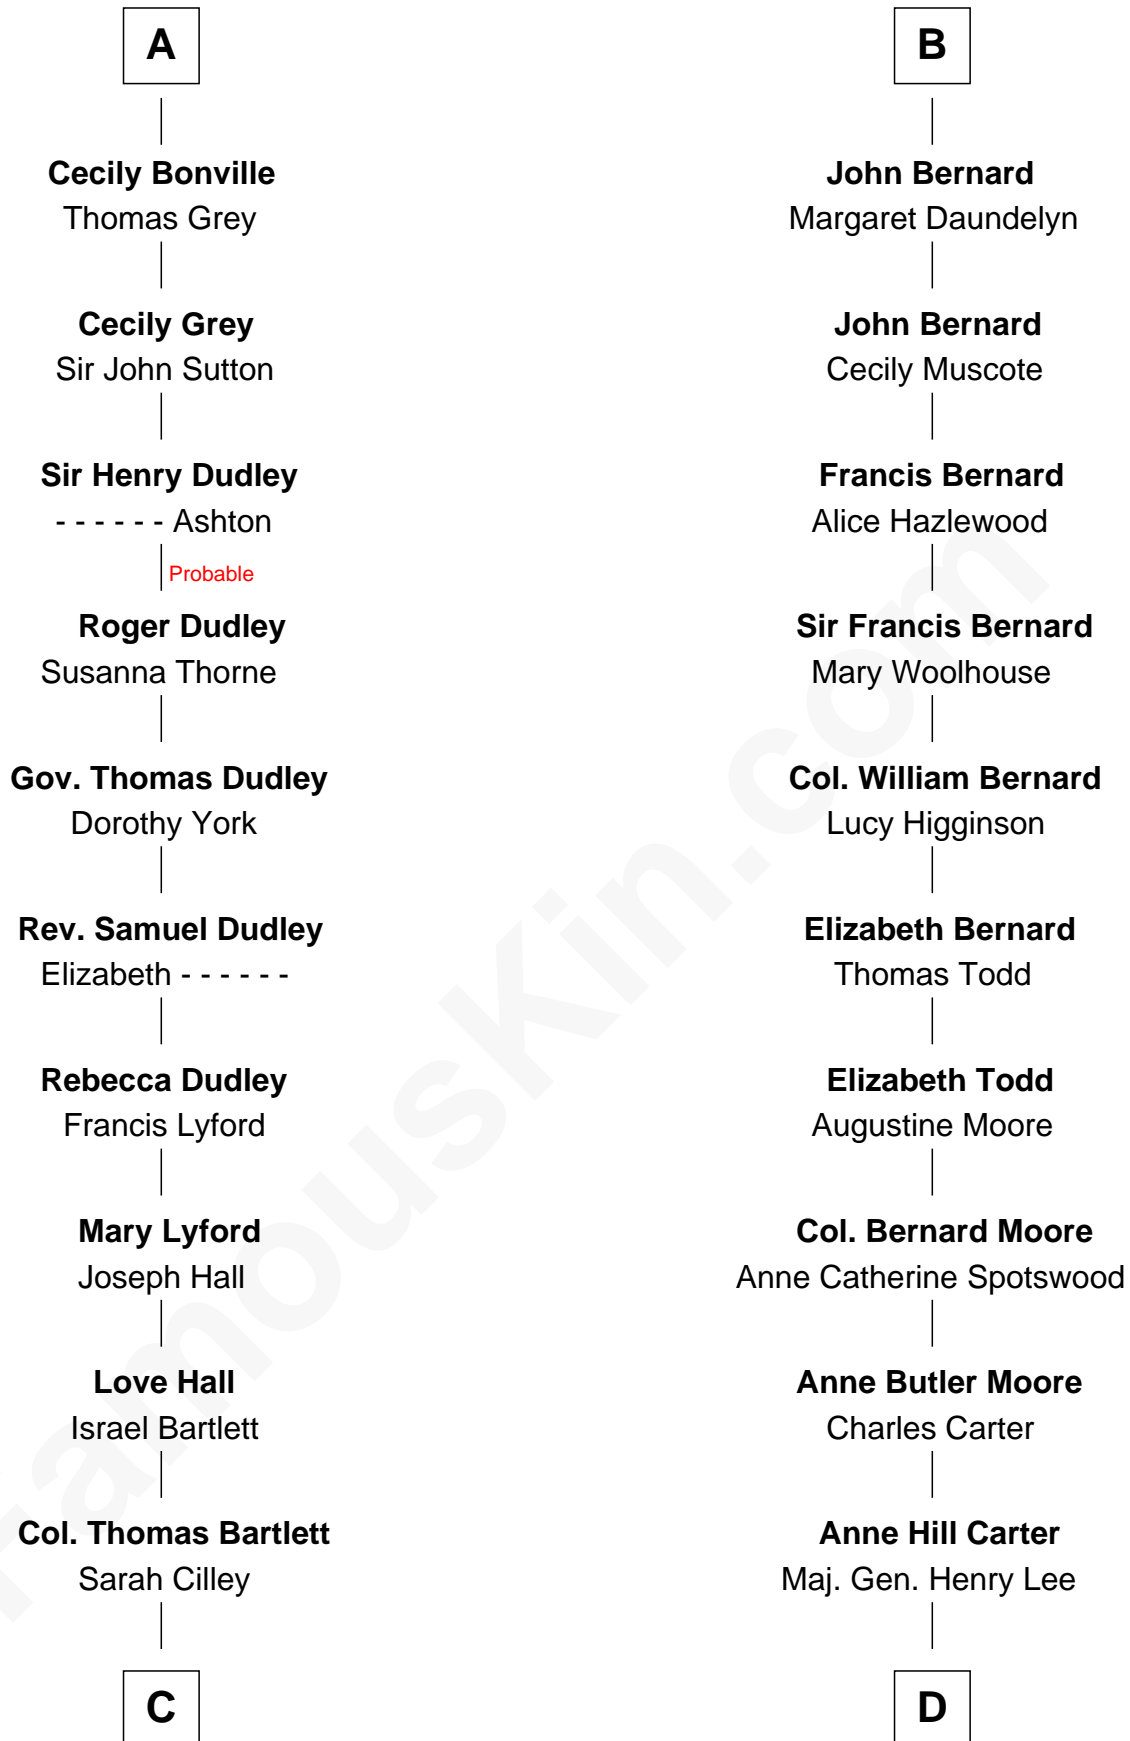 A
Cecily Bonville
Thomas Grey
Cecily Grey
Sir John Sutton
Sir Henry Dudley
- - - - - - Ashton
Probable
Roger Dudley
Susanna Thorne
Gov. Thomas Dudley
Dorothy York
Rev. Samuel Dudley
Elizabeth - - - - - -
Rebecca Dudley
Francis Lyford
Mary Lyford
Joseph Hall
Love Hall
Israel Bartlett
Col. Thomas Bartlett
Sarah Cilley
C
B
John Bernard
Margaret Daundelyn
John Bernard
Cecily Muscote
Francis Bernard
Alice Hazlewood
Sir Francis Bernard
Mary Woolhouse
Col. William Bernard
Lucy Higginson
Elizabeth Bernard
Thomas Todd
Elizabeth Todd
Augustine Moore
Col. Bernard Moore
Anne Catherine Spotswood
Anne Butler Moore
Charles Carter
Anne Hill Carter
Maj. Gen. Henry Lee
D
FamousKin.com